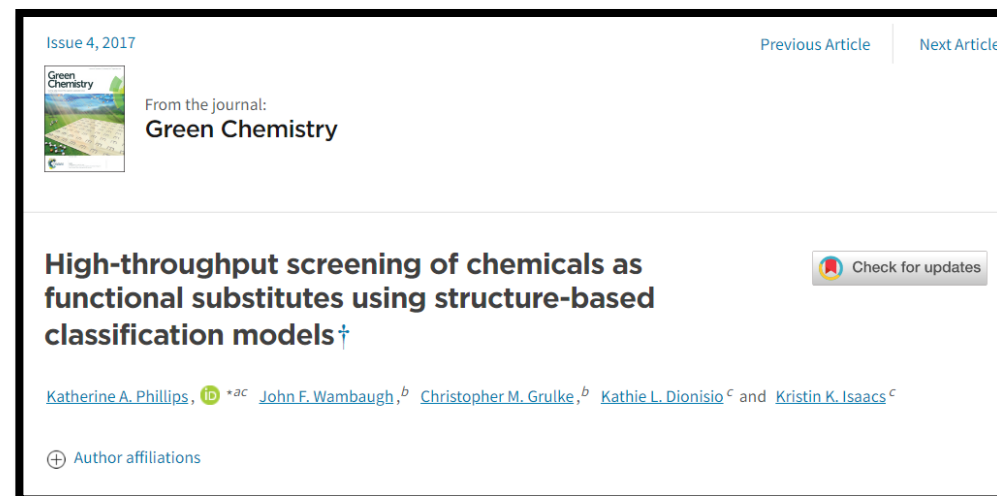 Issue 4, 2017
Previous Article
Next Article
Green
Chemistry
From the journal:
Green Chemistry
High-throughput screening of chemicals as
functional substitutes using structure-based
classification models†
Check for updates
Katherine A. Phillips, iD *ac John F. Wambaugh,b Christopher M. Grulke,b Kathie L. Dionisio c and Kristin K. Isaacs c
Author affiliations